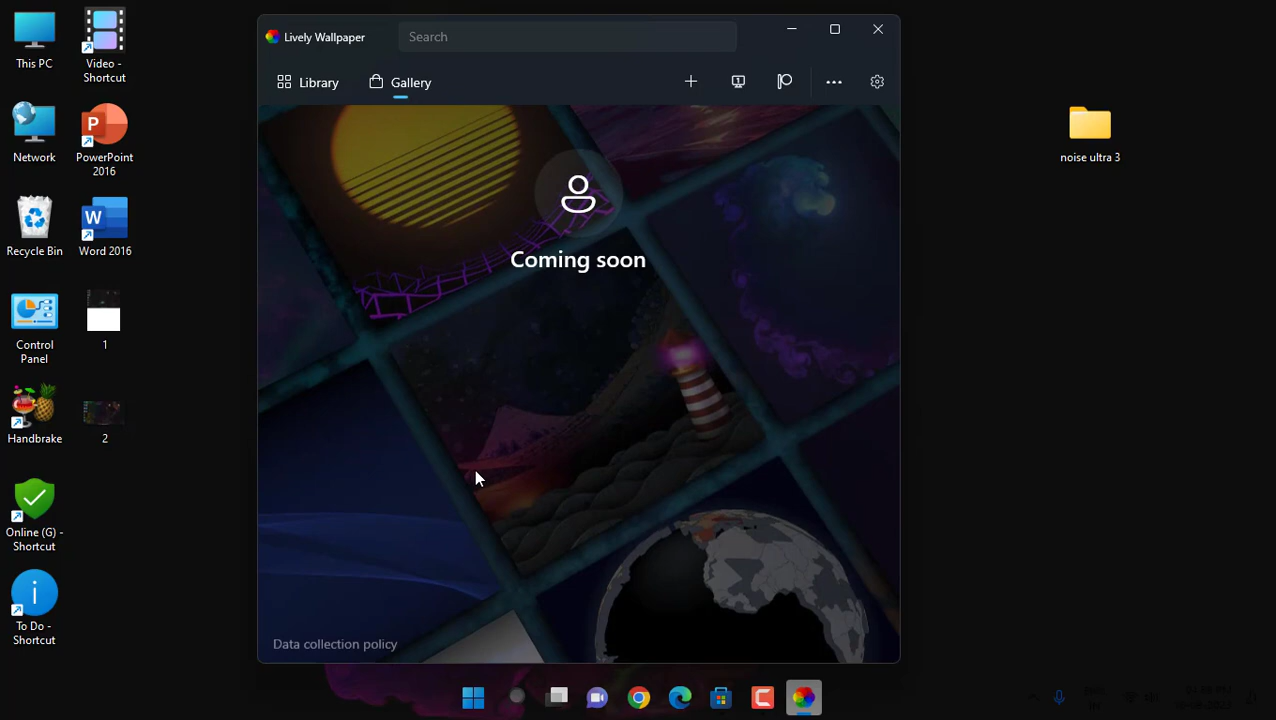 Lively Wallpaper
Search
Library
Gallery
Coming soon
Data collection policy
This PC
Video -
Shortcut
Network
PowerPoint
2016
Recycle Bin
Word 2016
Control
Panel
1
Handbrake
2
Online (G) -
Shortcut
To Do -
Shortcut
noise ultra 3